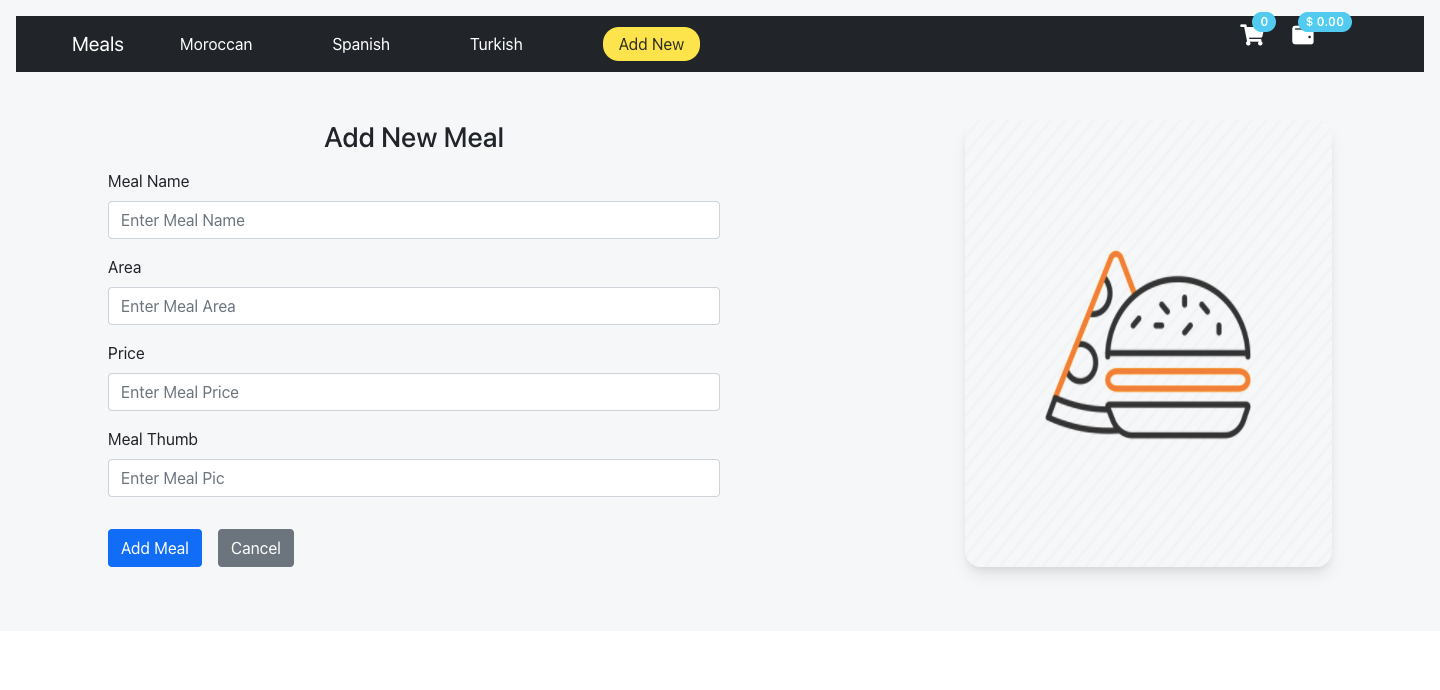 Meals Moroccan Spanish Turkish Add New 0 $ 0.00
Add New Meal
Meal Name
Enter Meal Name
Area
Enter Meal Area
Price
Enter Meal Price
Meal Thumb
Enter Meal Pic
Add Meal Cancel